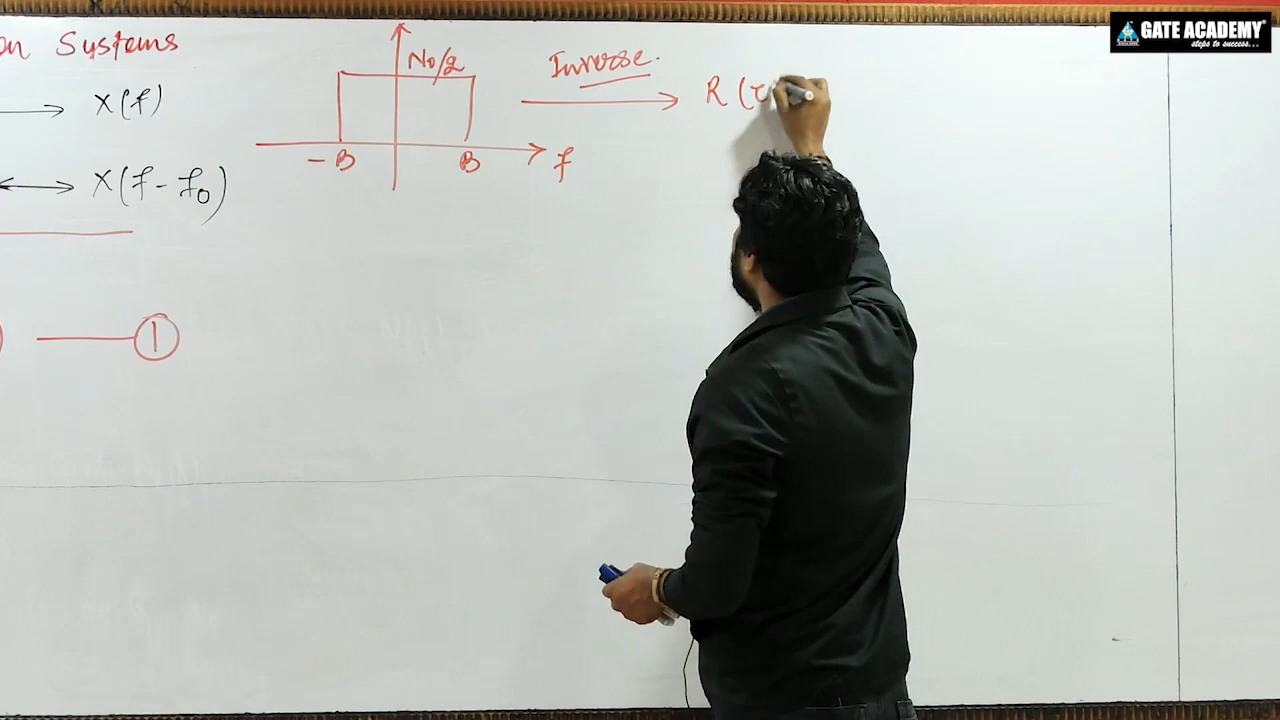 GATE ACADEMY
steps to success...
on Systems
X(f)
X(f - f₀)
1
N₀/2
-B
B
f
Inverse.
R(τ